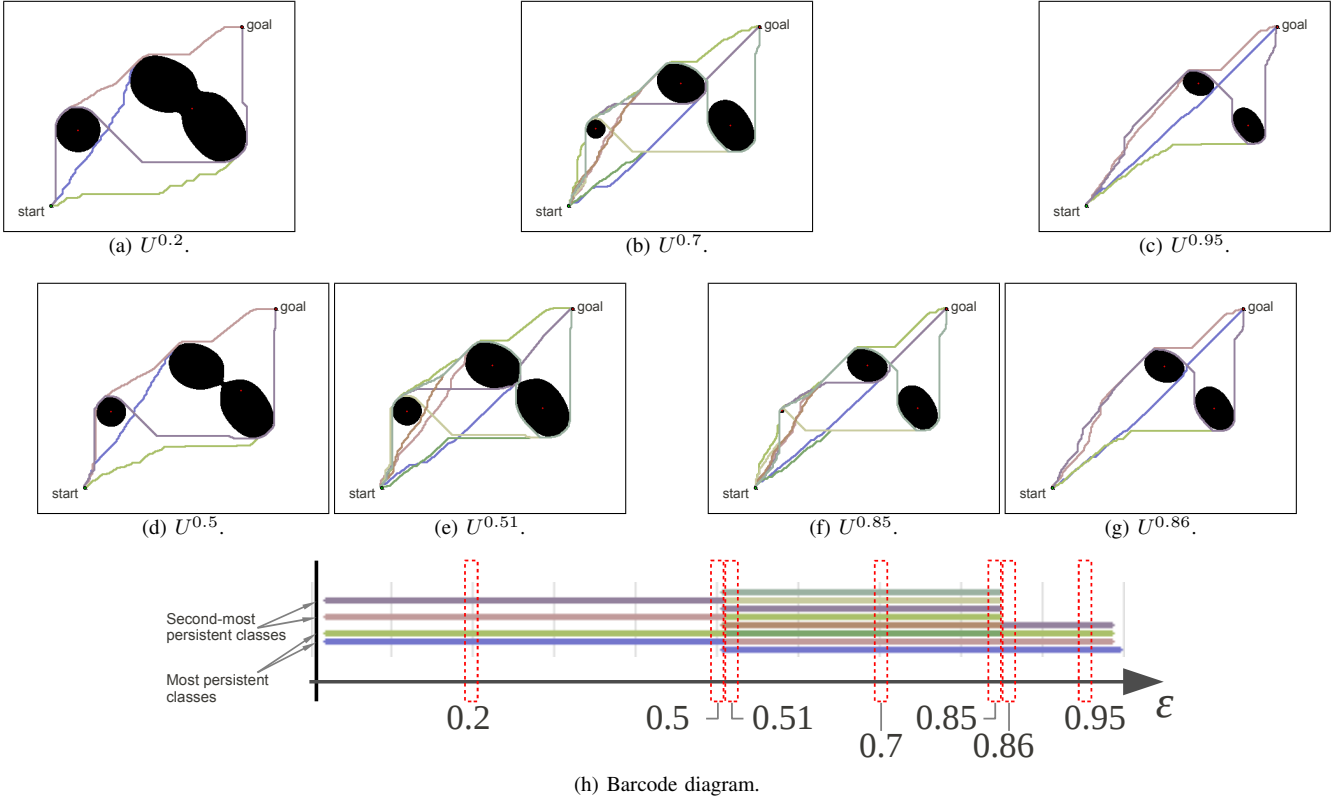 goal
start
(a) U^0.2.
goal
start
(b) U^0.7.
goal
start
(c) U^0.95.
goal
start
(d) U^0.5.
goal
start
(e) U^0.51.
goal
start
(f) U^0.85.
goal
start
(g) U^0.86.
Second-most
persistent classes
Most persistent
classes
0.2
0.5
0.51
0.7
0.85
0.86
0.95
ε
(h) Barcode diagram.